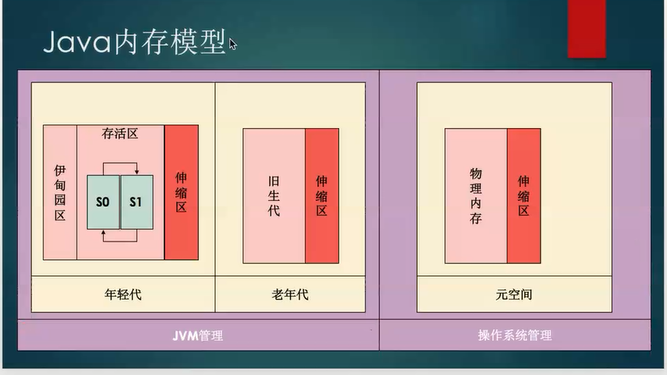 Java内存模型
存活区
伊甸园区
S0
S1
伸缩区
旧生代
伸缩区
物理内存
伸缩区
年轻代
老年代
元空间
JVM管理
操作系统管理